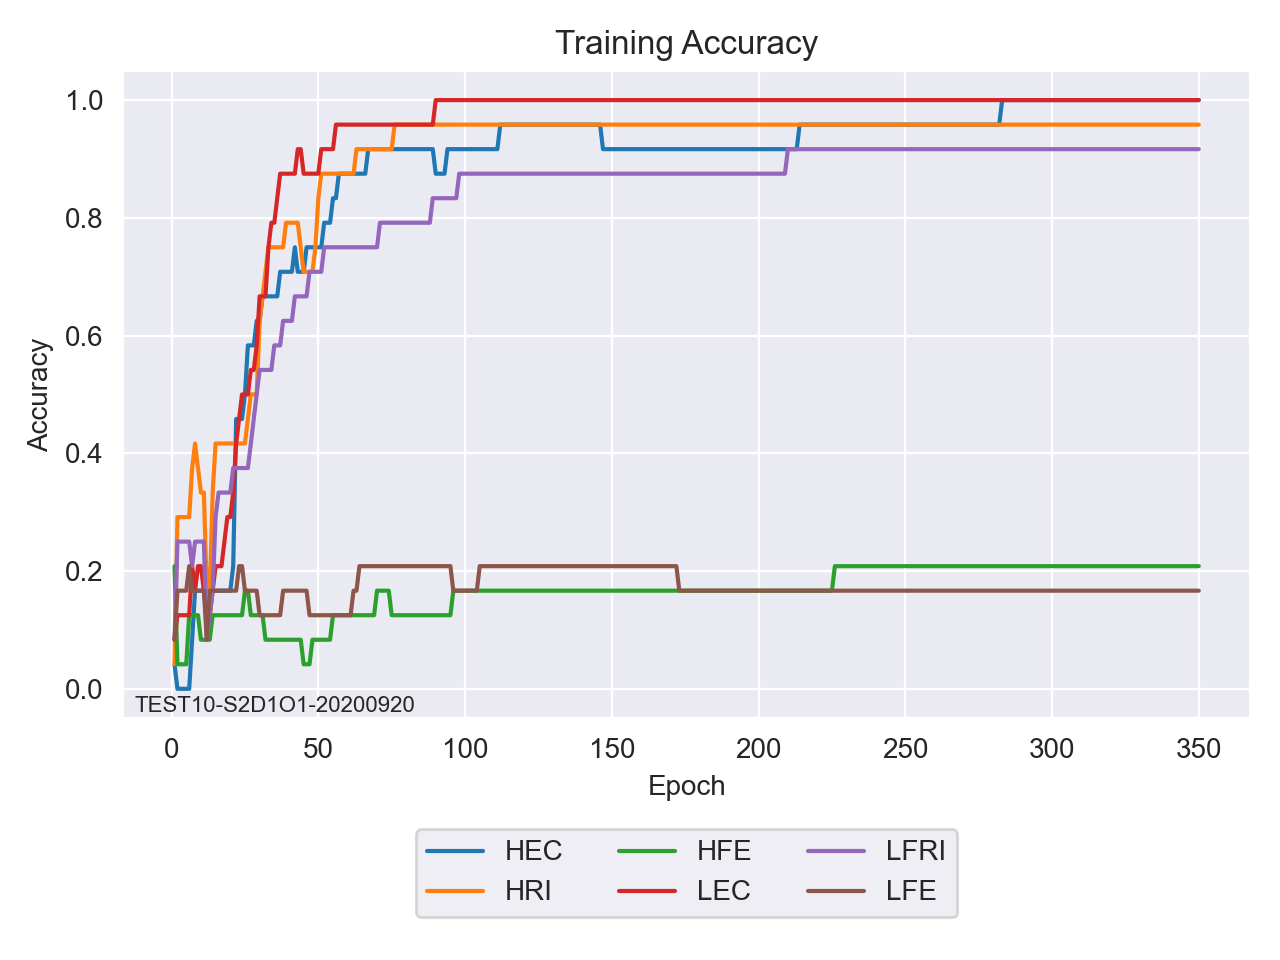 Training Accuracy
1.0
0.8
0.6
0.4
0.2
0.0
Accuracy
TEST10-S2D1O1-20200920
0 50 100 150 200 250 300 350
Epoch
HEC HFE LFRI
HRI LEC LFE